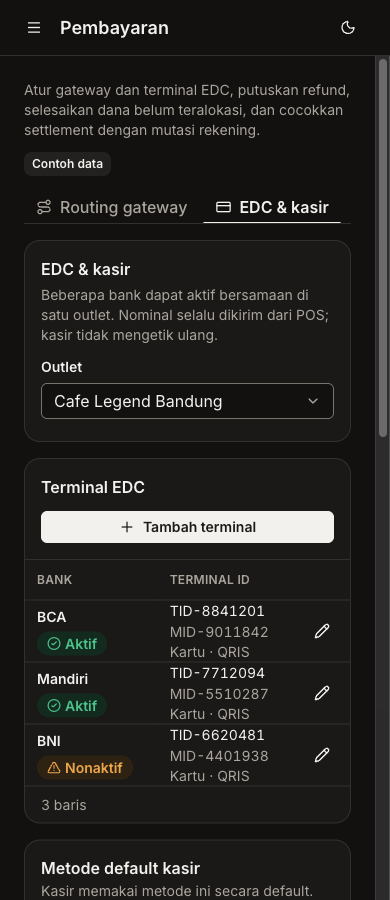 Pembayaran
Atur gateway dan terminal EDC, putuskan refund,
selesaikan dana belum teralokasi, dan cocokkan
settlement dengan mutasi rekening.
Contoh data
Routing gateway
EDC & kasir
EDC & kasir
Beberapa bank dapat aktif bersamaan di
satu outlet. Nominal selalu dikirim dari POS;
kasir tidak mengetik ulang.
Outlet
Cafe Legend Bandung
Terminal EDC
Tambah terminal
BANK TERMINAL ID
BCA
Aktif
TID-8841201
MID-9011842
Kartu · QRIS
Mandiri
Aktif
TID-7712094
MID-5510287
Kartu · QRIS
BNI
Nonaktif
TID-6620481
MID-4401938
Kartu · QRIS
3 baris
Metode default kasir
Kasir memakai metode ini secara default.